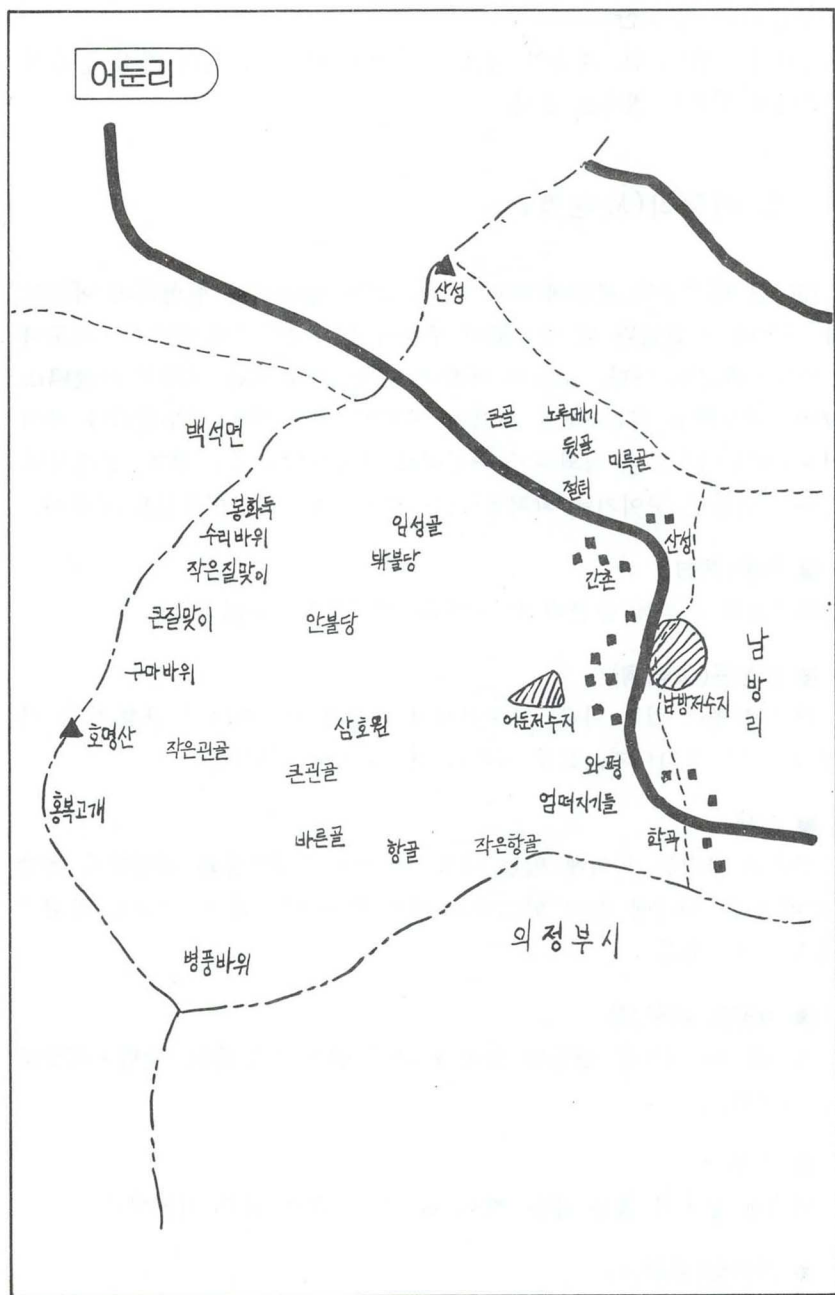 어둔리
산성
큰골
노루메기
뒷골
미륵골
절터
백석면
봉화둑
수리바위
작은질맞이
큰질맞이
구마바위
임성골
밖불당
안불당
간촌
산성
남방리
남방저수지
어둔저수지
호명산
작은괸골
삼호원
큰괸골
와평
엄떠지기들
홍복고개
바른골
항골
작은항골
학곡
의정부시
병풍바위